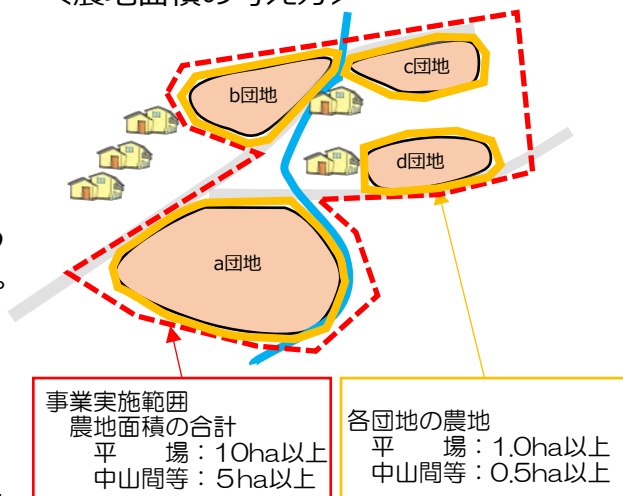 b団地
c団地
d団地
a団地
。
事業実施範囲
農地面積の合計
平　　場：10ha以上
中山間等：5ha以上
各団地の農地
平　　場：1.0ha以上
中山間等：0.5ha以上